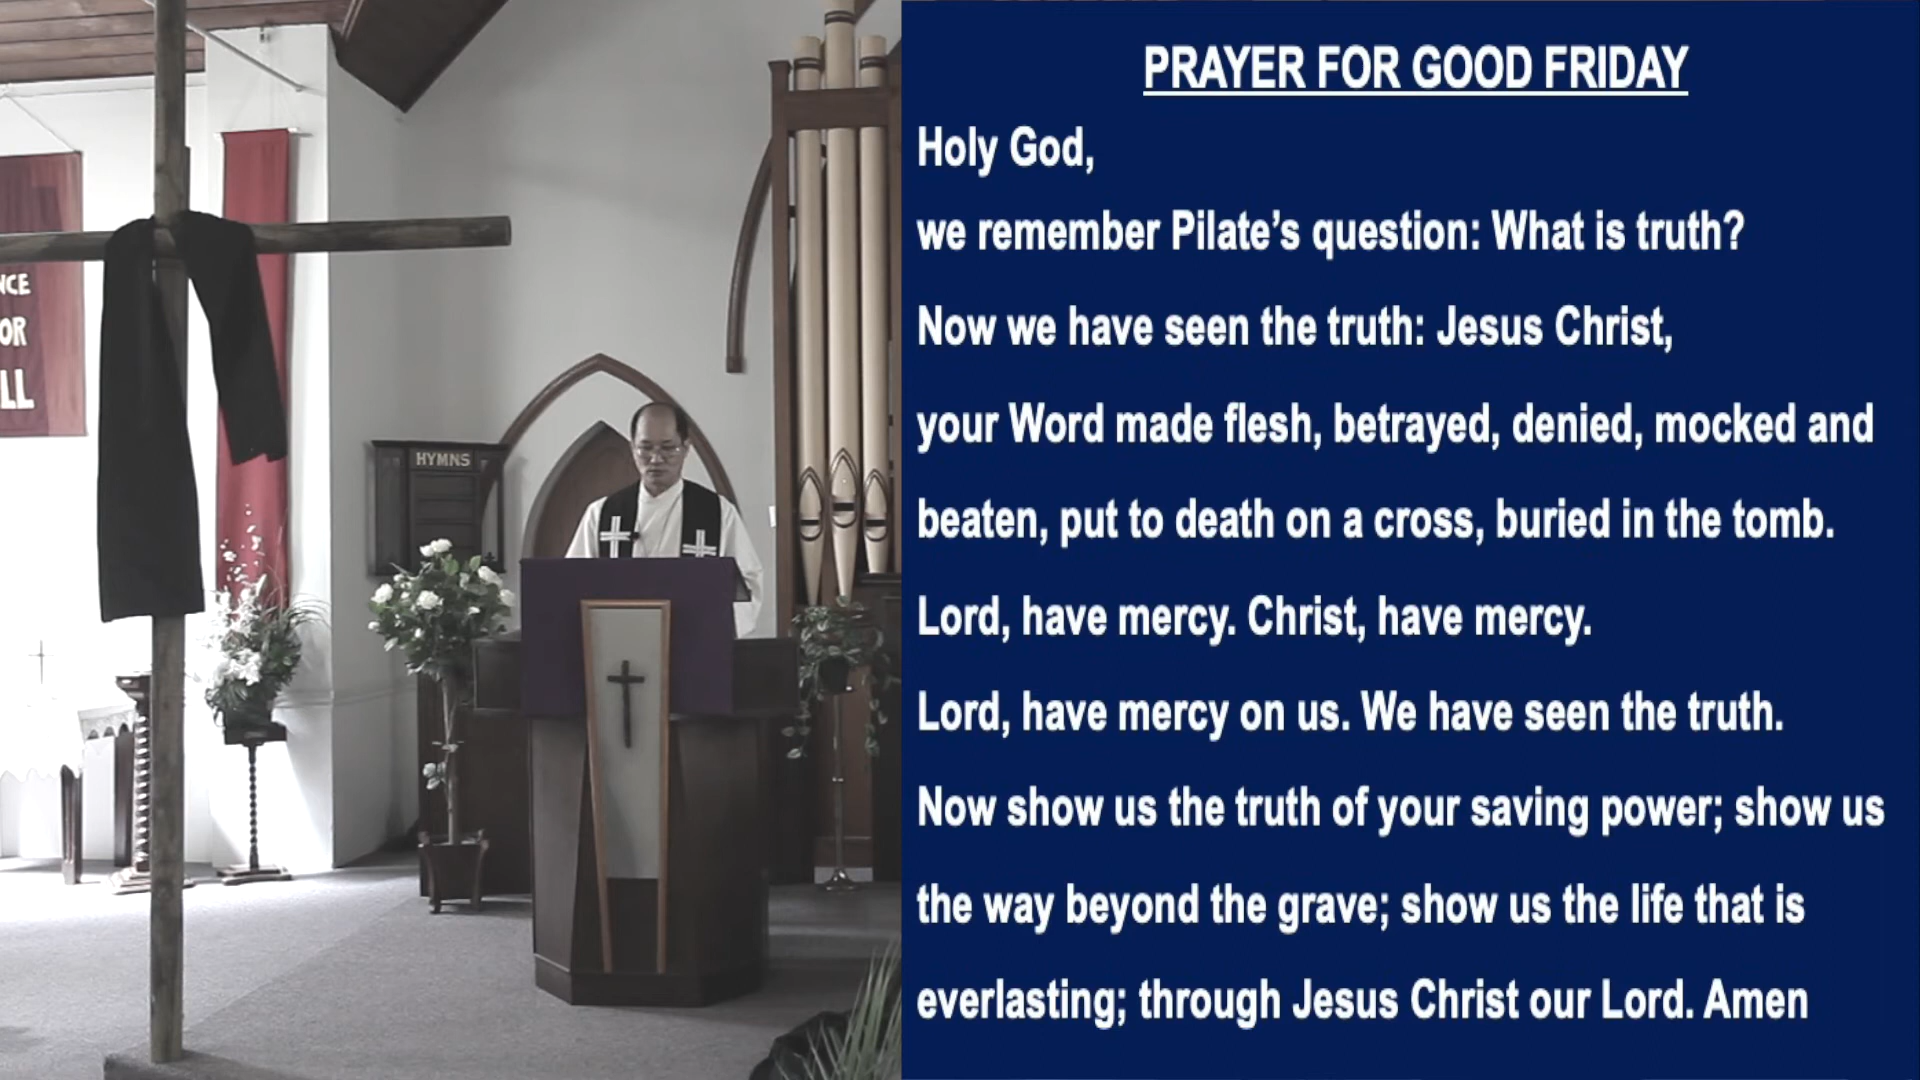 NCE
OR
LL
HYMNS
PRAYER FOR GOOD FRIDAY
Holy God,
we remember Pilate’s question: What is truth?
Now we have seen the truth: Jesus Christ,
your Word made flesh, betrayed, denied, mocked and
beaten, put to death on a cross, buried in the tomb.
Lord, have mercy. Christ, have mercy.
Lord, have mercy on us. We have seen the truth.
Now show us the truth of your saving power; show us
the way beyond the grave; show us the life that is
everlasting; through Jesus Christ our Lord. Amen